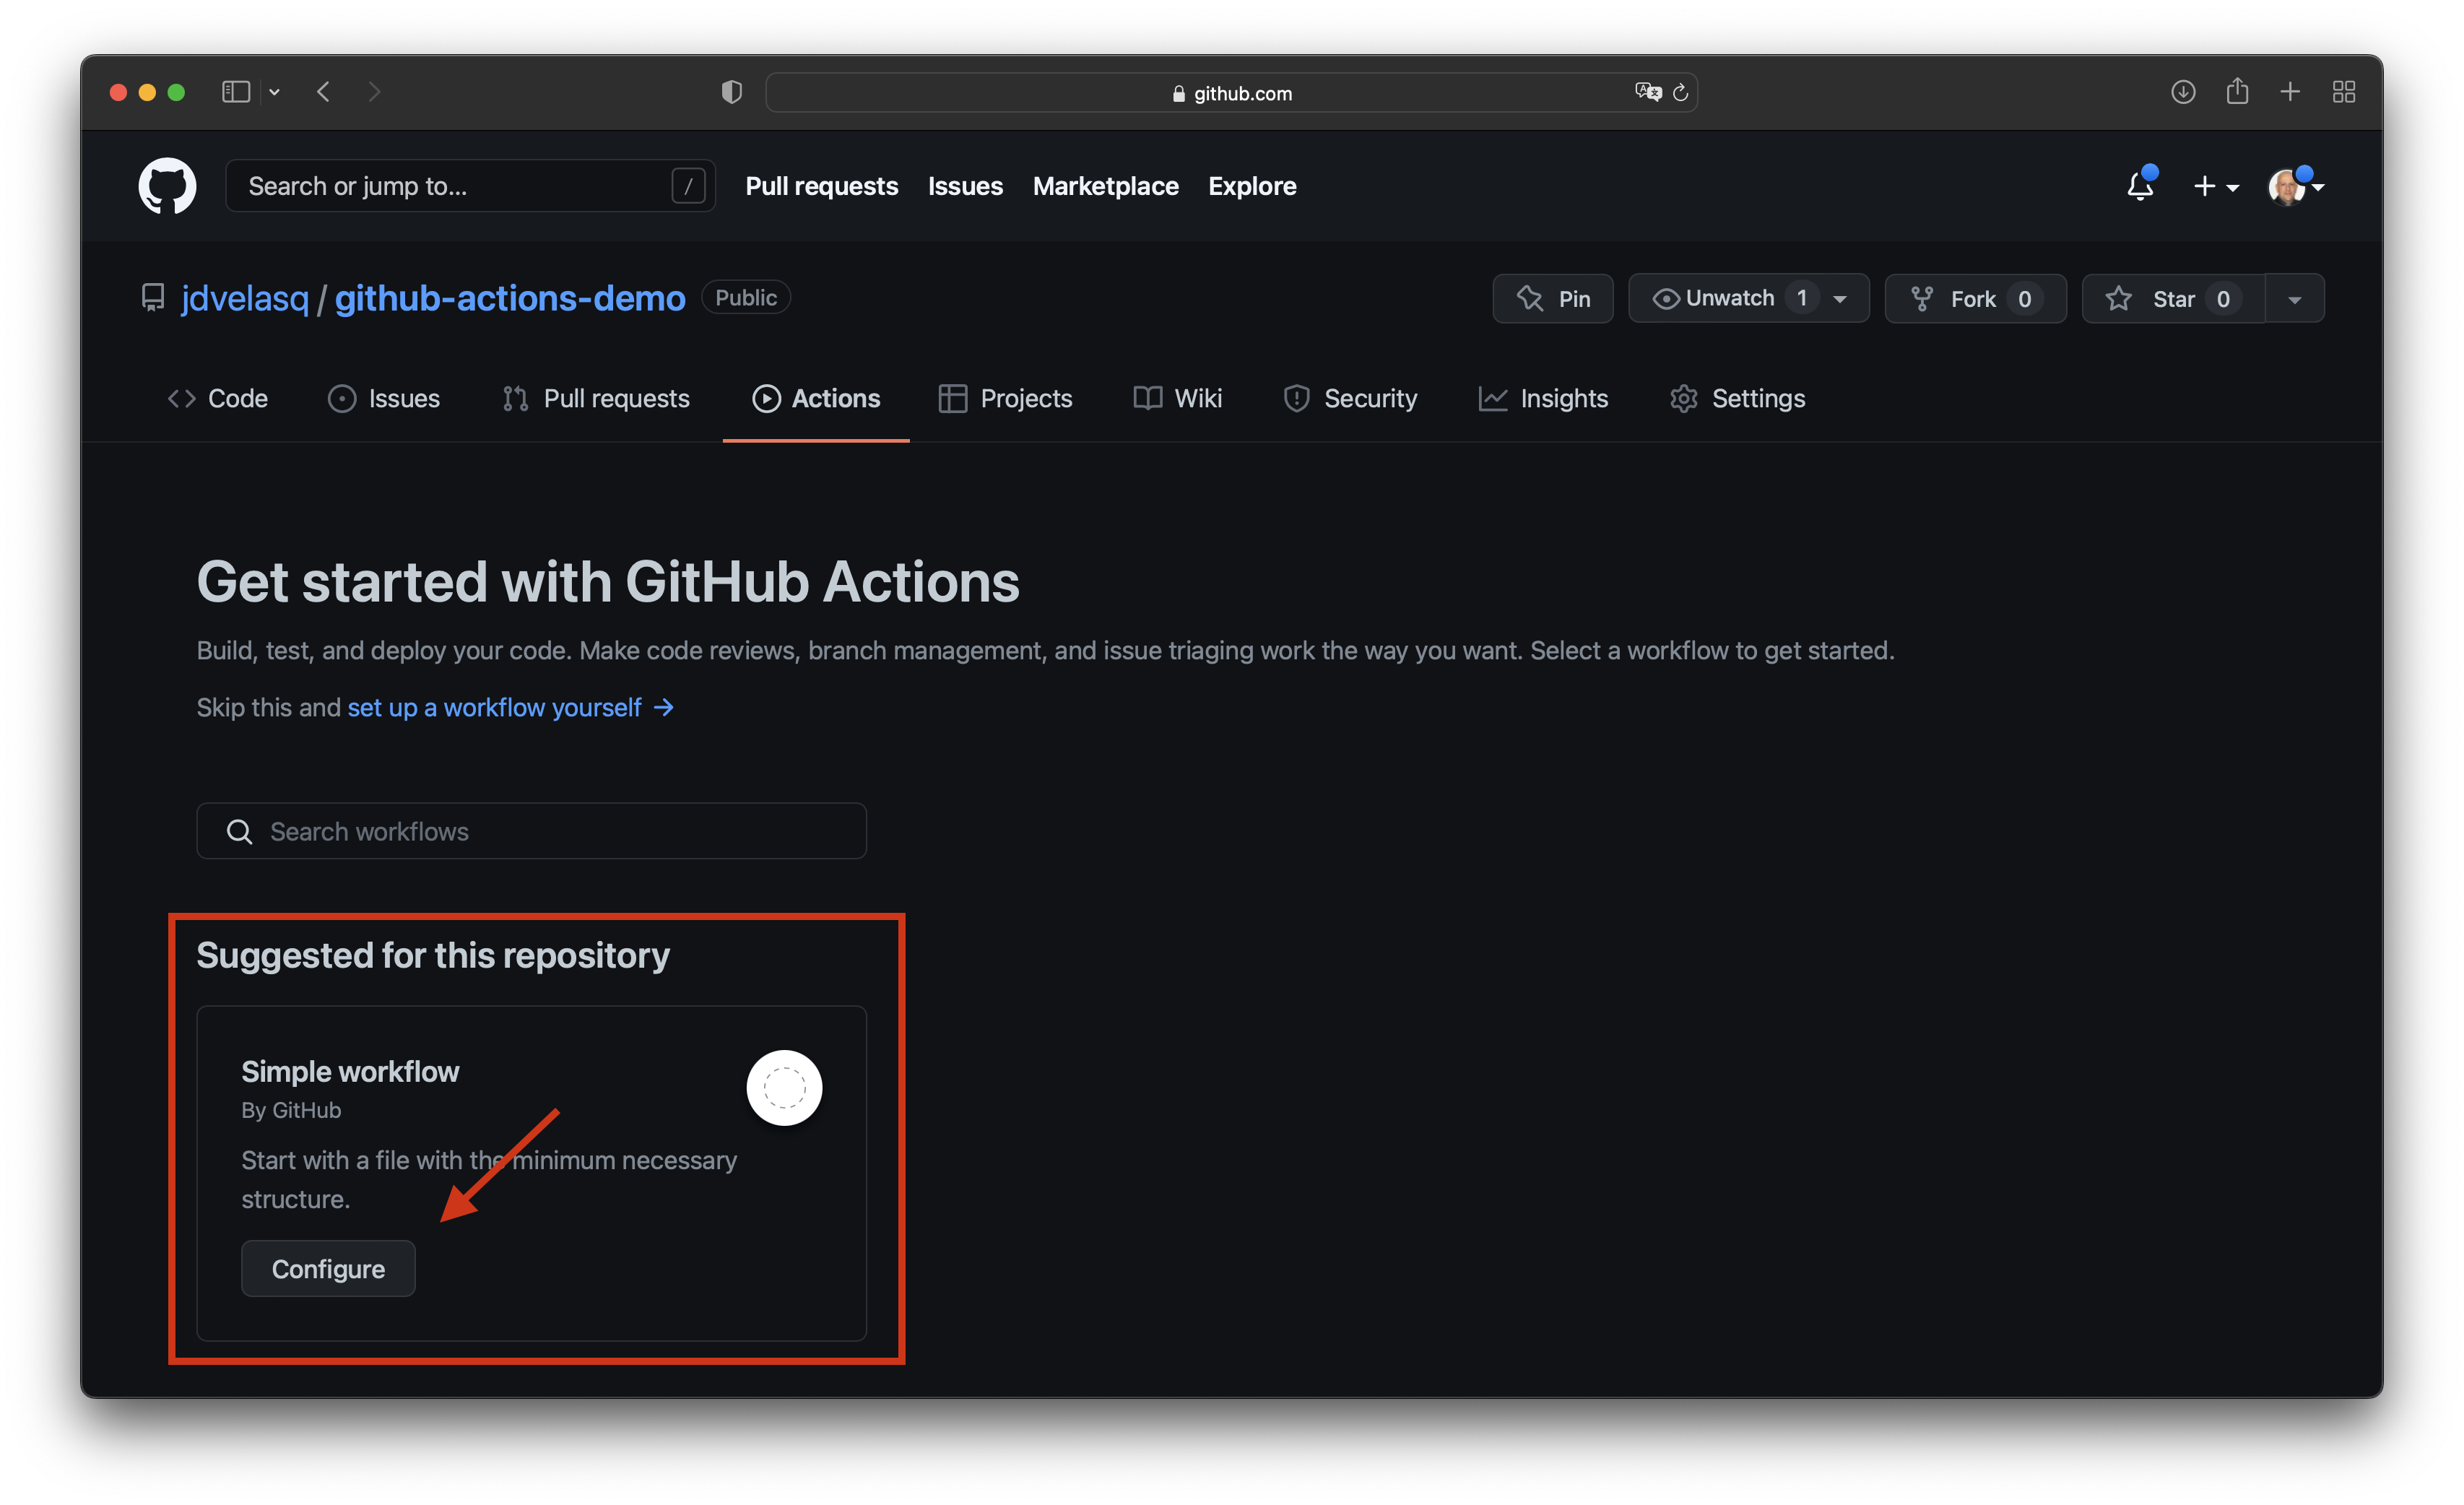 github.com
Search or jump to... /
Pull requests Issues Marketplace Explore
jdvelasq / github-actions-demo Public
Pin Unwatch 1 Fork 0 Star 0
Code Issues Pull requests Actions Projects Wiki Security Insights Settings
Get started with GitHub Actions
Build, test, and deploy your code. Make code reviews, branch management, and issue triaging work the way you want. Select a workflow to get started.
Skip this and set up a workflow yourself →
Search workflows
Suggested for this repository
Simple workflow
By GitHub
Start with a file with the minimum necessary
structure.
Configure